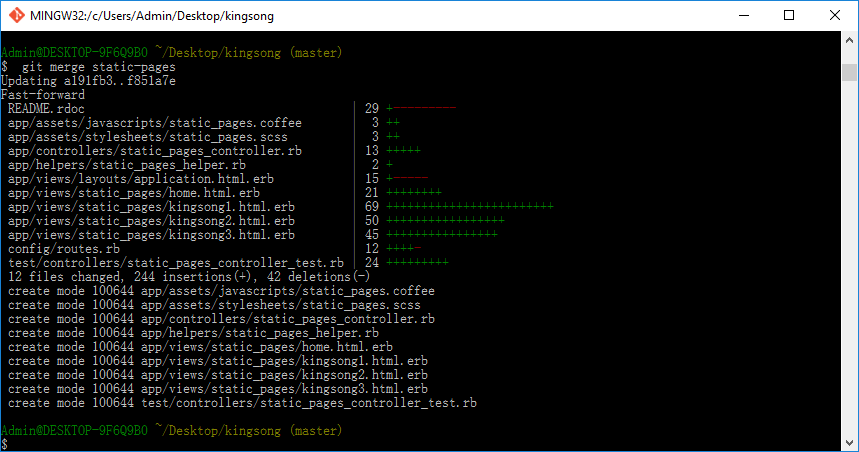 MINGW32:/c/Users/Admin/Desktop/kingsong
Admin@DESKTOP-9F6Q9B0 ~/Desktop/kingsong (master)
$  git merge static-pages
Updating a191fb3..f851a7e
Fast-forward
 README.rdoc                                     | 29 +---------
 app/assets/javascripts/static_pages.coffee      |  3 ++
 app/assets/stylesheets/static_pages.scss        |  3 ++
 app/controllers/static_pages_controller.rb      | 13 +++++
 app/helpers/static_pages_helper.rb              |  2 +
 app/views/layouts/application.html.erb          | 15 +-----
 app/views/static_pages/home.html.erb            | 21 ++++++++
 app/views/static_pages/kingsong1.html.erb       | 69 ++++++++++++++++++++++++
 app/views/static_pages/kingsong2.html.erb       | 50 +++++++++++++++++
 app/views/static_pages/kingsong3.html.erb       | 45 ++++++++++++++++
 config/routes.rb                                | 12 ++++-
 test/controllers/static_pages_controller_test.rb | 24 +++++++++
 12 files changed, 244 insertions(+), 42 deletions(-)
 create mode 100644 app/assets/javascripts/static_pages.coffee
 create mode 100644 app/assets/stylesheets/static_pages.scss
 create mode 100644 app/controllers/static_pages_controller.rb
 create mode 100644 app/helpers/static_pages_helper.rb
 create mode 100644 app/views/static_pages/home.html.erb
 create mode 100644 app/views/static_pages/kingsong1.html.erb
 create mode 100644 app/views/static_pages/kingsong2.html.erb
 create mode 100644 app/views/static_pages/kingsong3.html.erb
 create mode 100644 test/controllers/static_pages_controller_test.rb
Admin@DESKTOP-9F6Q9B0 ~/Desktop/kingsong (master)
$